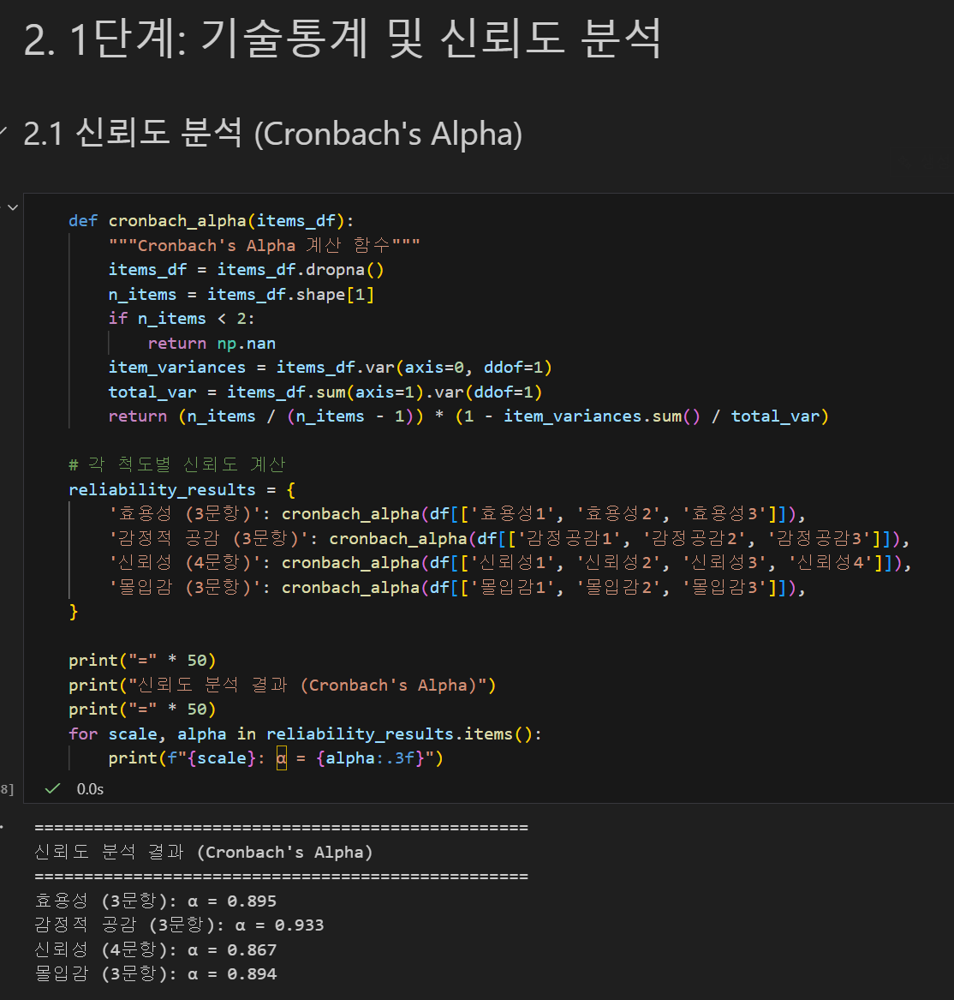 2. 1단계: 기술통계 및 신뢰도 분석
2.1 신뢰도 분석 (Cronbach's Alpha)
def cronbach_alpha(items_df):
    """Cronbach's Alpha 계산 함수"""
    items_df = items_df.dropna()
    n_items = items_df.shape[1]
    if n_items < 2:
        return np.nan
    item_variances = items_df.var(axis=0, ddof=1)
    total_var = items_df.sum(axis=1).var(ddof=1)
    return (n_items / (n_items - 1)) * (1 - item_variances.sum() / total_var)
# 각 척도별 신뢰도 계산
reliability_results = {
    '효용성 (3문항)': cronbach_alpha(df[['효용성1', '효용성2', '효용성3']]),
    '감정적 공감 (3문항)': cronbach_alpha(df[['감정공감1', '감정공감2', '감정공감3']]),
    '신뢰성 (4문항)': cronbach_alpha(df[['신뢰성1', '신뢰성2', '신뢰성3', '신뢰성4']]),
    '몰입감 (3문항)': cronbach_alpha(df[['몰입감1', '몰입감2', '몰입감3']]),
}
print("=" * 50)
print("신뢰도 분석 결과 (Cronbach's Alpha)")
print("=" * 50)
for scale, alpha in reliability_results.items():
    print(f"{scale}: α = {alpha:.3f}")
8] 0.0s
==================================================
신뢰도 분석 결과 (Cronbach's Alpha)
==================================================
효용성 (3문항): α = 0.895
감정적 공감 (3문항): α = 0.933
신뢰성 (4문항): α = 0.867
몰입감 (3문항): α = 0.894